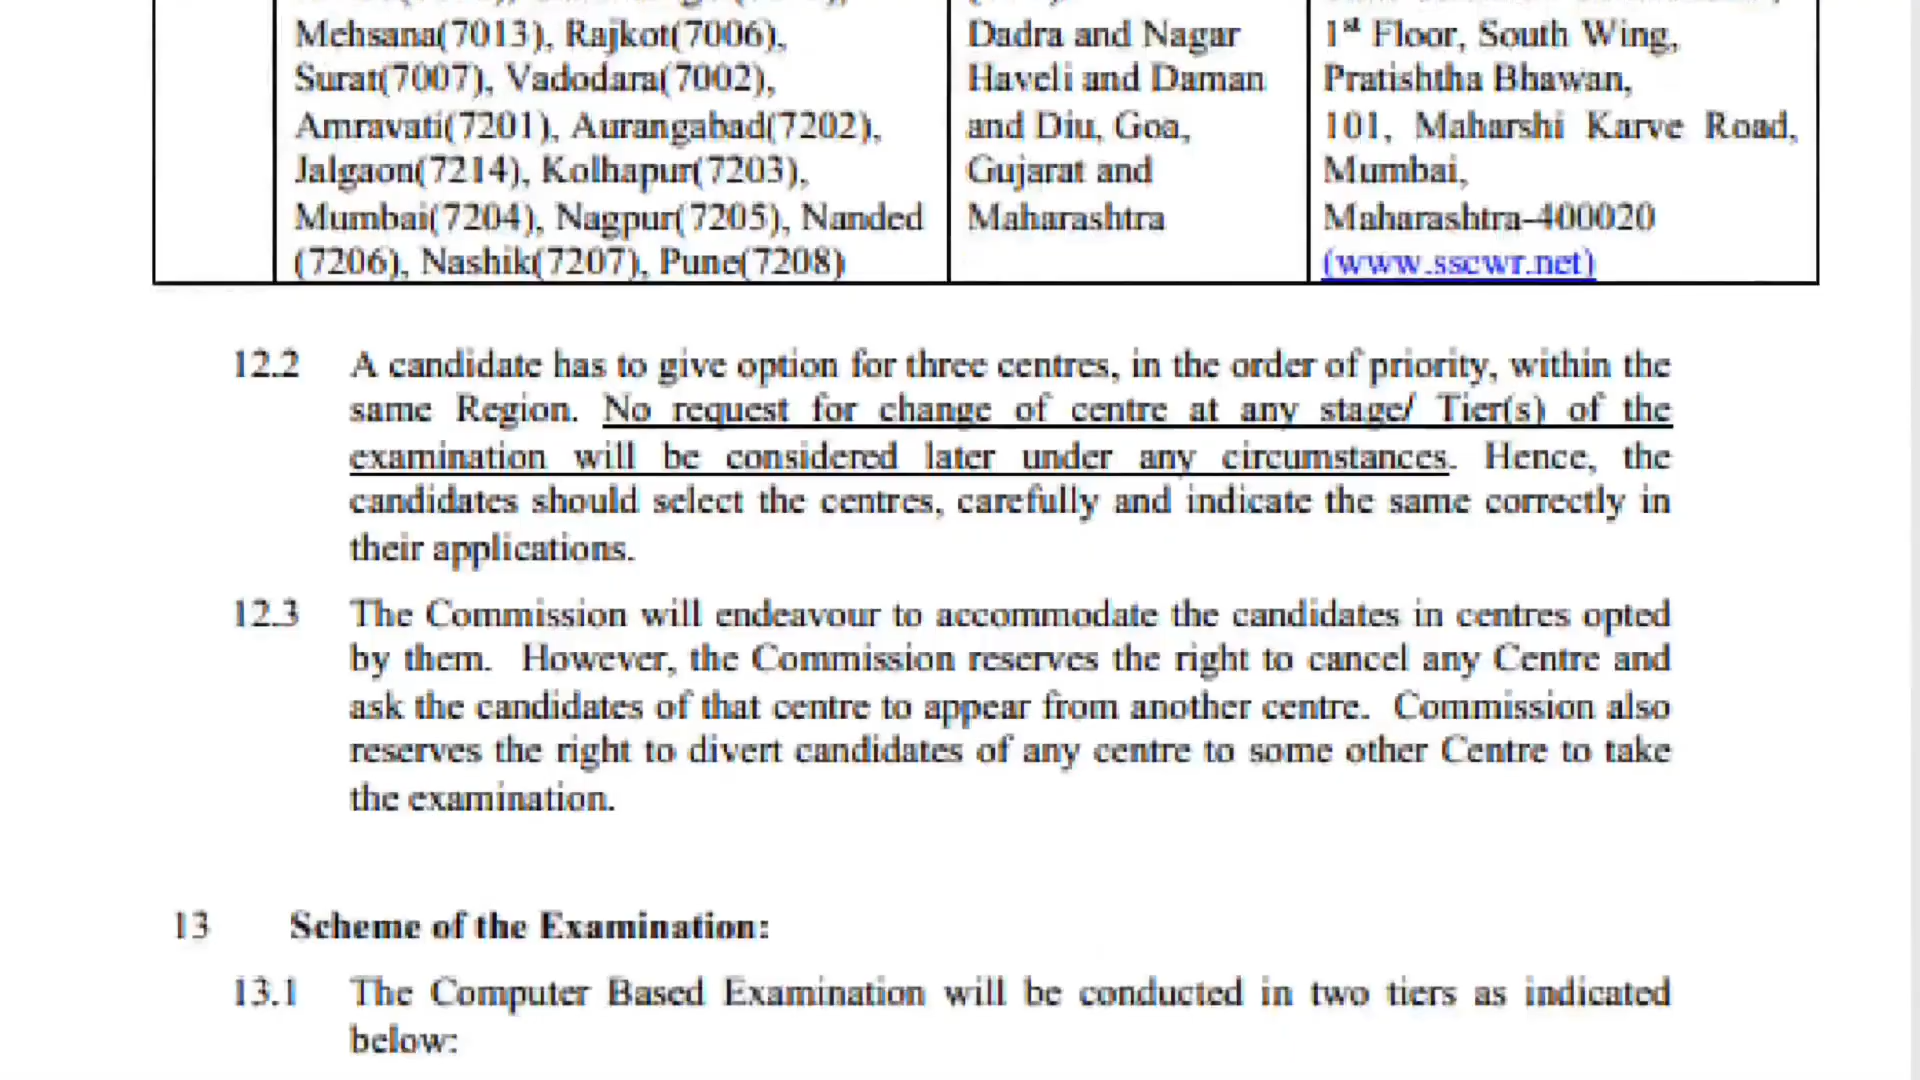 Mehsana(7013), Rajkot(7006),
Surat(7007), Vadodara(7002),
Amravati(7201), Aurangabad(7202),
Jalgaon(7214), Kolhapur(7203),
Mumbai(7204), Nagpur(7205), Nanded
(7206), Nashik(7207), Pune(7208)
Dadra and Nagar
Haveli and Daman
and Diu, Goa,
Gujarat and
Maharashtra
1st Floor, South Wing,
Pratishtha Bhawan,
101, Maharshi Karve Road,
Mumbai,
Maharashtra-400020
(www.sscwr.net)
12.2 A candidate has to give option for three centres, in the order of priority, within the
same Region. No request for change of centre at any stage/ Tier(s) of the
examination will be considered later under any circumstances. Hence, the
candidates should select the centres, carefully and indicate the same correctly in
their applications.
12.3 The Commission will endeavour to accommodate the candidates in centres opted
by them. However, the Commission reserves the right to cancel any Centre and
ask the candidates of that centre to appear from another centre. Commission also
reserves the right to divert candidates of any centre to some other Centre to take
the examination.
13 Scheme of the Examination:
13.1 The Computer Based Examination will be conducted in two tiers as indicated
below: